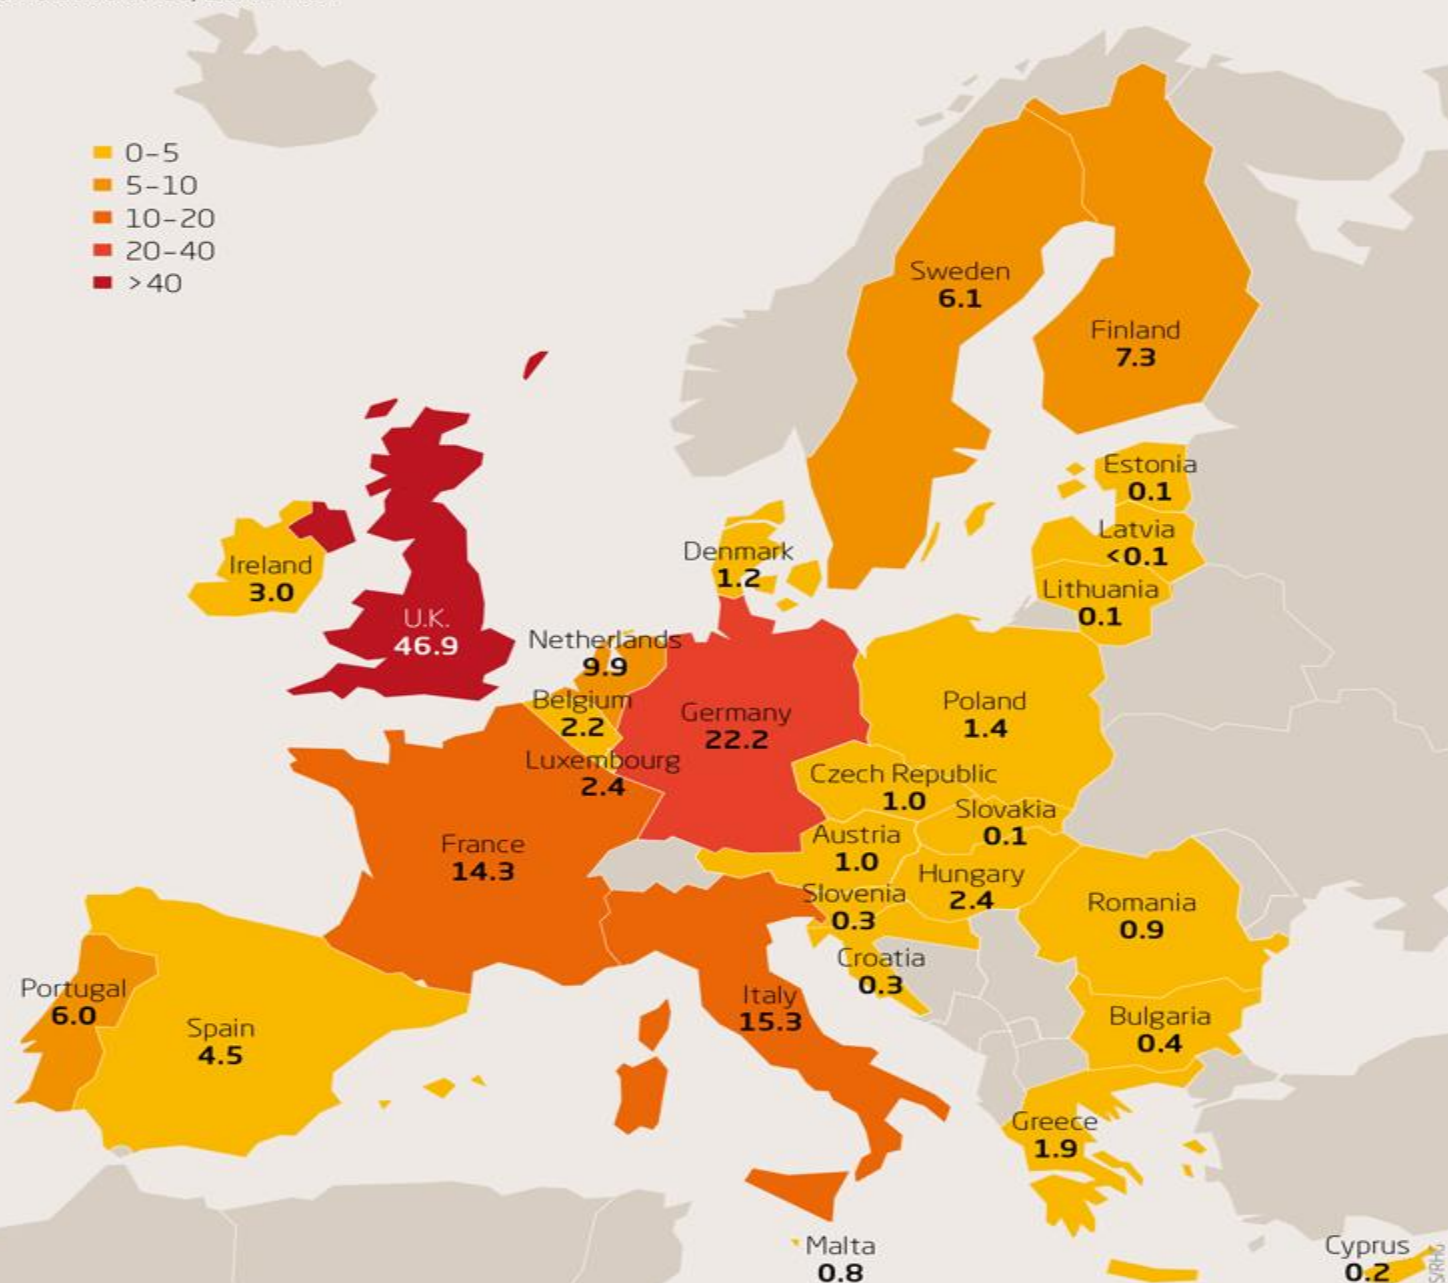 0–5
5–10
10–20
20–40
>40
Sweden
6.1
Finland
7.3
Estonia
0.1
Latvia
<0.1
Lithuania
0.1
Denmark
1.2
Ireland
3.0
U.K.
46.9
Netherlands
9.9
Belgium
2.2
Luxembourg
2.4
Germany
22.2
Poland
1.4
Czech Republic
1.0
Slovakia
0.1
Austria
1.0
Hungary
2.4
Slovenia
0.3
Croatia
0.3
France
14.3
Romania
0.9
Bulgaria
0.4
Italy
15.3
Portugal
6.0
Spain
4.5
Greece
1.9
Malta
0.8
Cyprus
0.2